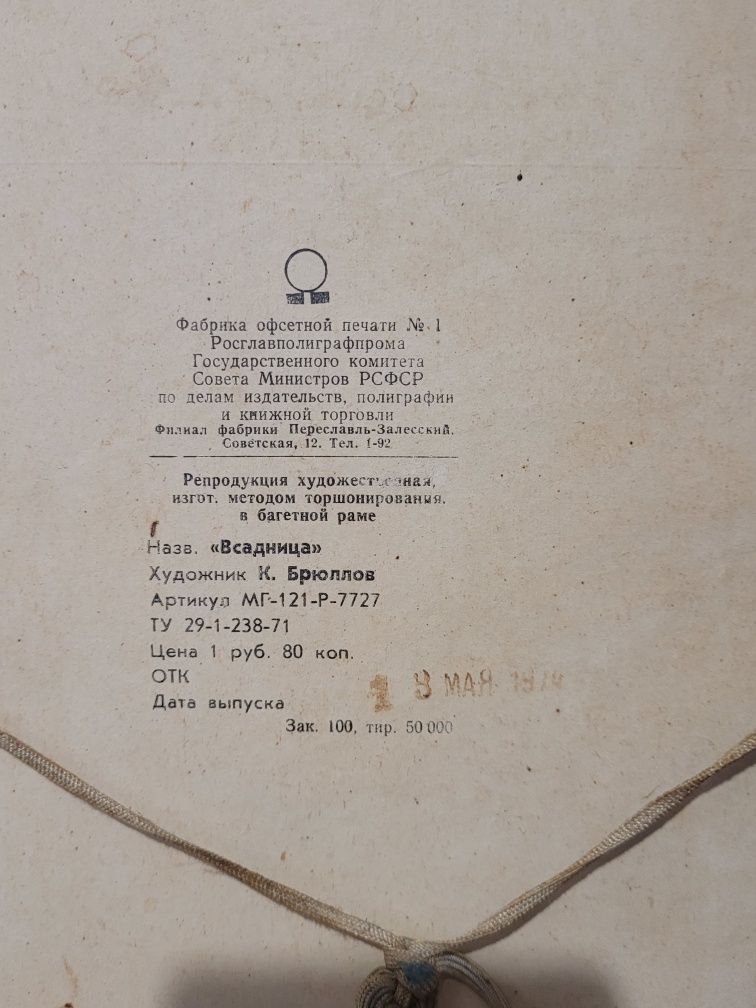 Фабрика офсетной печати № 1
Росглавполиграфпрома
Государственного комитета
Совета Министров РСФСР
по делам издательств, полиграфии
и книжной торговли
Филиал фабрики Переславль-Залесский,
Советская, 12. Тел. 1-92
Репродукция художественная,
изгот. методом торшонирования,
в багетной раме
Назв. «Всадница»
Художник К. Брюллов
Артикул МГ-121-Р-7727
ТУ 29-1-238-71
Цена 1 руб. 80 коп.
ОТК
Дата выпуска
МАЯ
Зак. 100, тир. 50 000